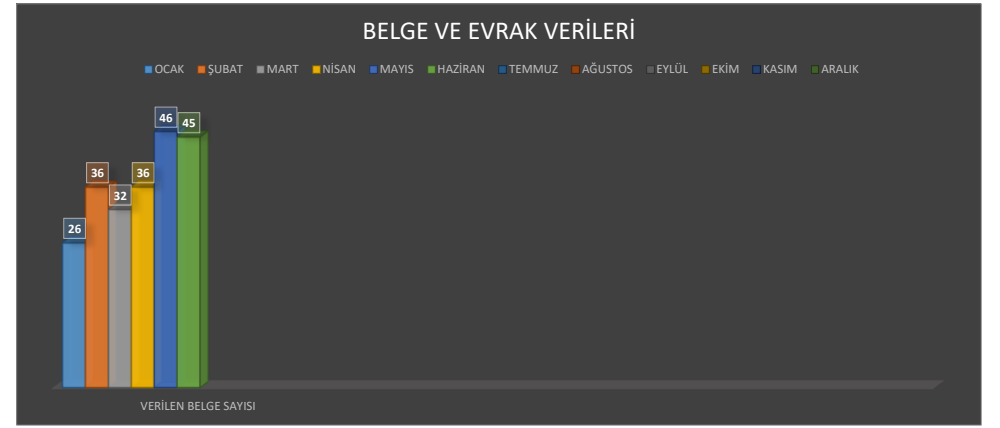 BELGE VE EVRAK VERİLERİ
OCAK ŞUBAT MART NİSAN MAYIS HAZİRAN TEMMUZ AĞUSTOS EYLÜL EKİM KASIM ARALIK
46
45
36
36
32
26
VERİLEN BELGE SAYISI